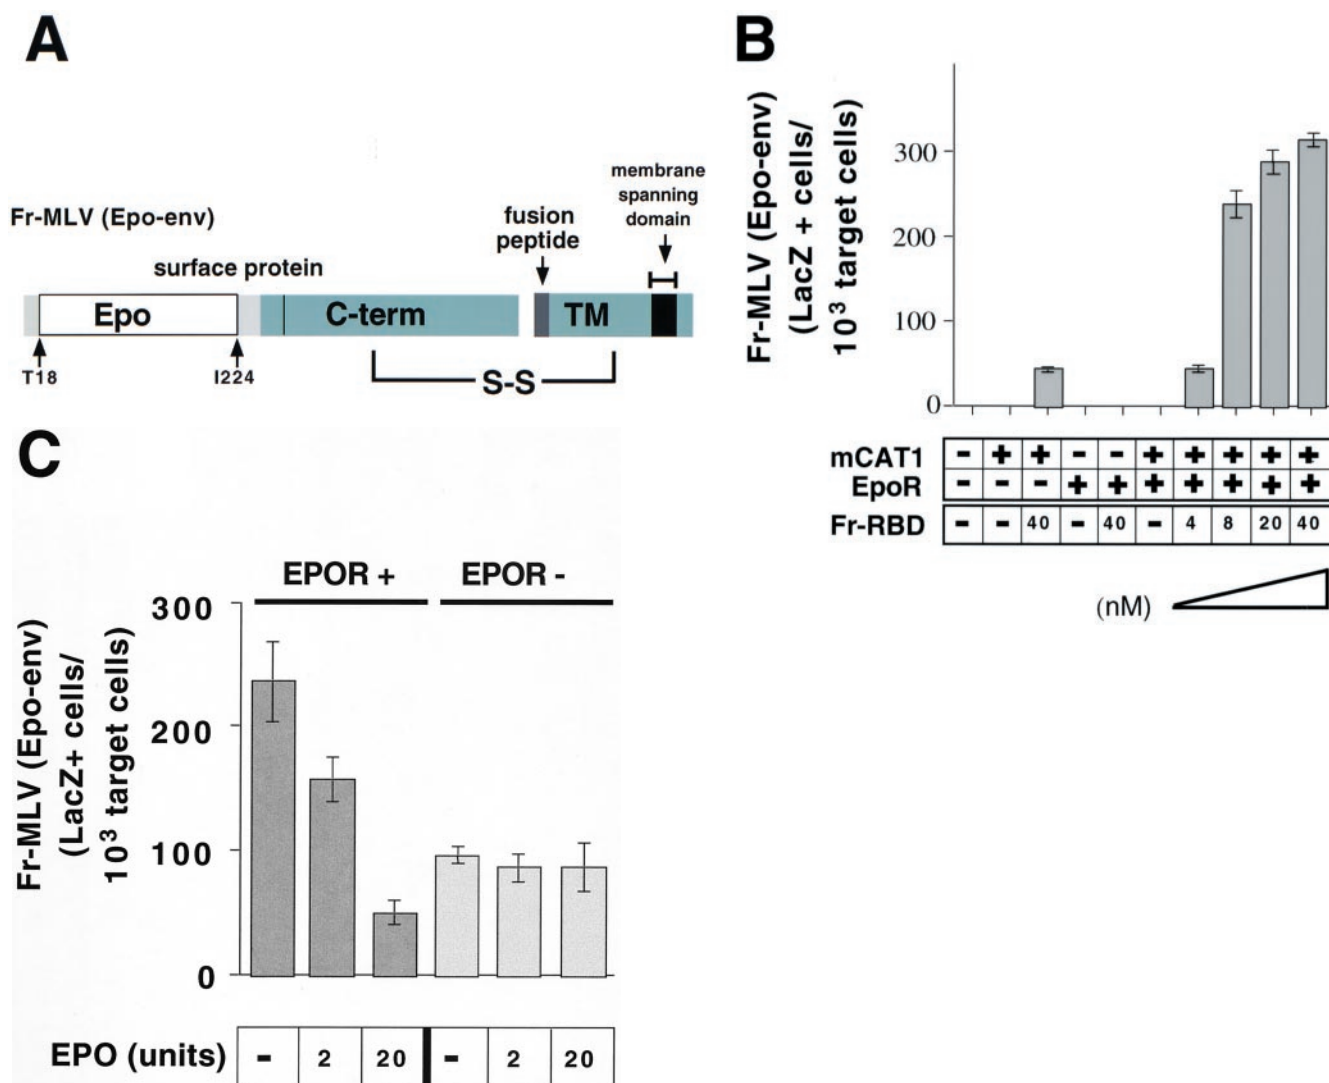 A
Fr-MLV (Epo-env)
surface protein
fusion
peptide
membrane
spanning
domain
Epo
C-term
TM
T18
I224
S-S
B
Fr-MLV (Epo-env)
(LacZ + cells/
10³ target cells)
300
200
100
0
mCAT1 - + + - - + + + + +
EpoR - - - + + + + + + +
Fr-RBD - - 40 - 40 - 4 8 20 40
(nM)
C
EPOR + EPOR -
Fr-MLV (Epo-env)
(LacZ+ cells/
10³ target cells)
300
200
100
0
EPO (units) - 2 20 - 2 20